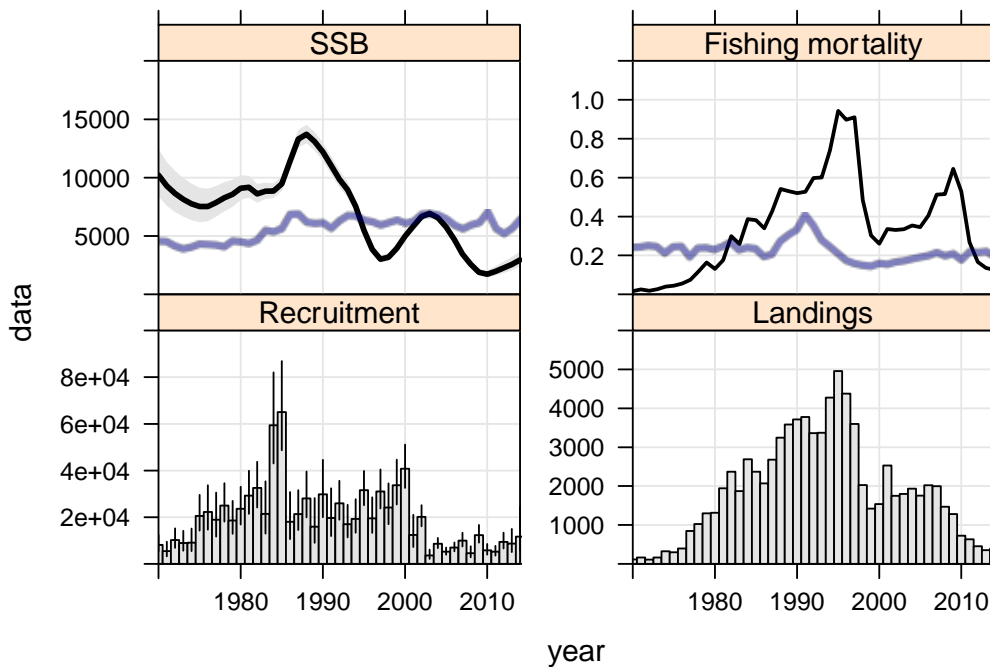 SSB
Fishing mortality
15000
10000
5000
1.0
0.8
0.6
0.4
0.2
data
Recruitment
Landings
8e+04
6e+04
4e+04
2e+04
5000
4000
3000
2000
1000
1980 1990 2000 2010
1980 1990 2000 2010
year